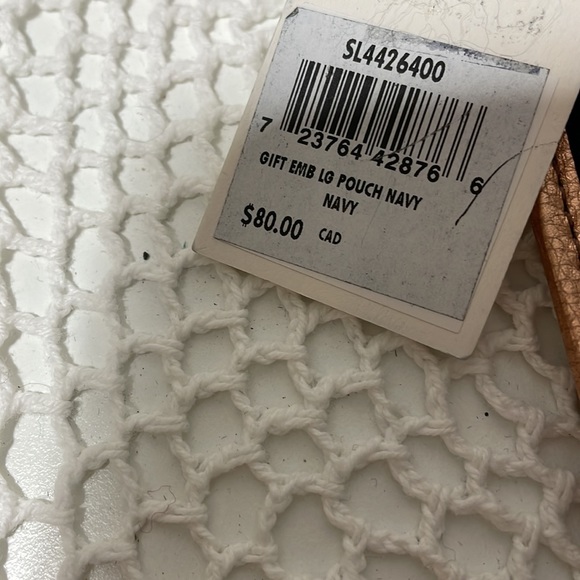 SL4426400
7 23764 42876 6
GIFT EMB LG POUCH NAVY
NAVY
$80.00 CAD